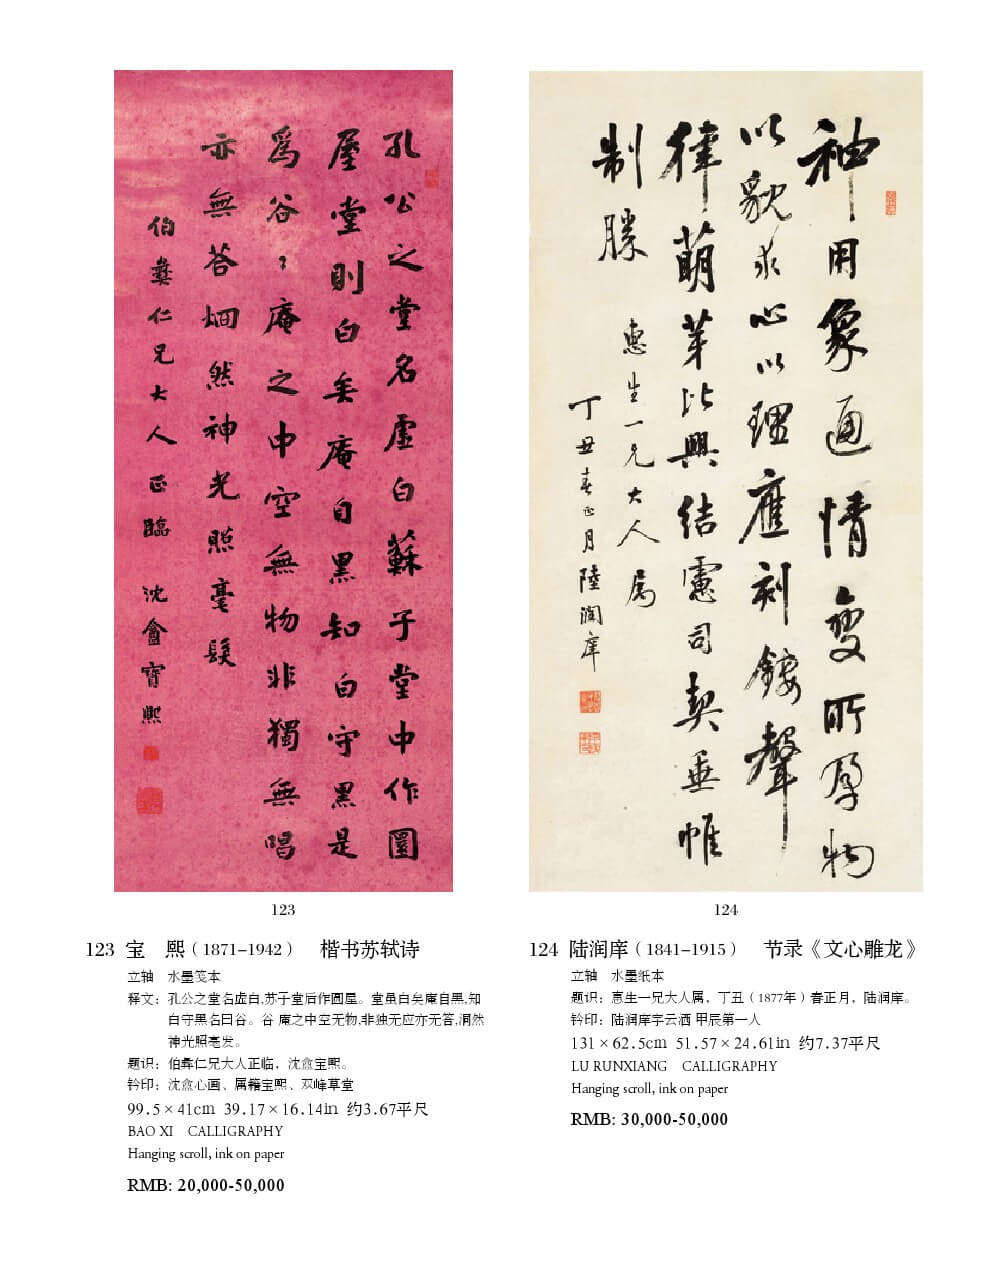 孔公之堂名虛白蘇子堂中作圜
屋堂則白矣庵自黑知白守黑是
爲谷〻庵之中空無物非獨無唱
亦無荅烱然神光照毫髮
伯彝仁兄大人正臨 沈盦寶熙
123
123 宝 熙（1871-1942） 楷书苏轼诗
立轴 水墨笺本
释文：孔公之堂名虚白,苏子堂后作圆屋。堂虽白矣庵自黑,知
白守黑名曰谷。谷 庵之中空无物,非独无应亦无答,洞然
神光照毫发。
题识：伯彝仁兄大人正临，沈盦宝熙。
钤印：沈盦心画、属籍宝熙、双峰草堂
99.5×41cm 39.17×16.14in 约3.67平尺
BAO XI CALLIGRAPHY
Hanging scroll, ink on paper
RMB: 20,000-50,000
神用象通情變所孕物
以貌求心以理應刻鏤聲
律萌芽比興結慮司契垂帷
制勝
惠生一兄大人属
丁丑春正月陸潤庠
124
124 陆润庠（1841-1915） 节录《文心雕龙》
立轴 水墨纸本
题识：惠生一兄大人属，丁丑（1877年）春正月，陆润庠。
钤印：陆润庠字云洒 甲辰第一人
131×62.5cm 51.57×24.61in 约7.37平尺
LU RUNXIANG CALLIGRAPHY
Hanging scroll, ink on paper
RMB: 30,000-50,000